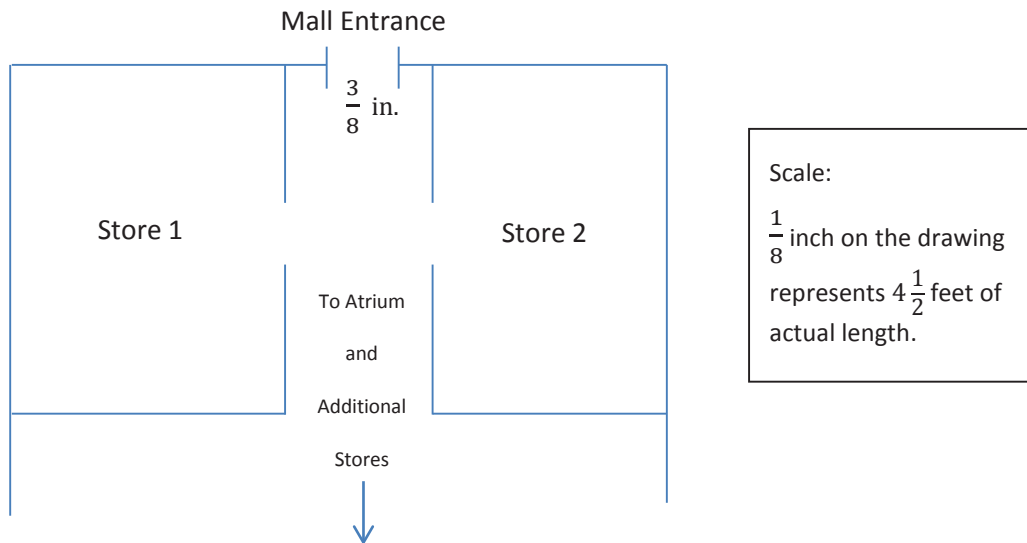 Mall Entrance
3/8 in.
Store 1
Store 2
To Atrium
and
Additional
Stores
Scale:
1/8 inch on the drawing
represents 4 1/2 feet of
actual length.